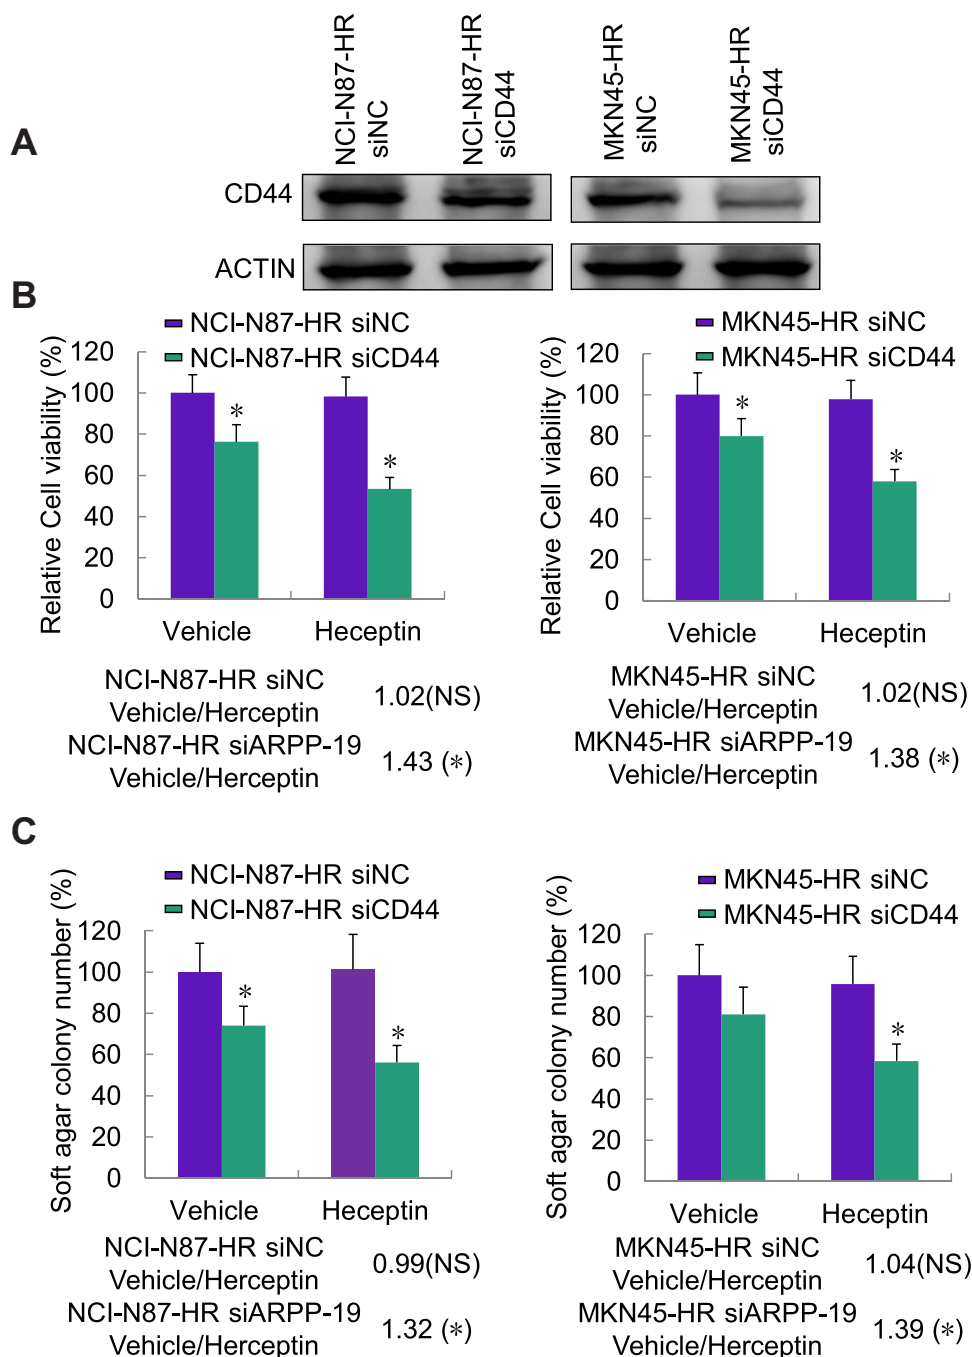 A
NCI-N87-HR
siNC
NCI-N87-HR
siCD44
MKN45-HR
siNC
MKN45-HR
siCD44
CD44
ACTIN
B
NCI-N87-HR siNC
NCI-N87-HR siCD44
Relative Cell viability (%)
120
100
80
60
40
20
0
*
*
Vehicle
Heceptin
NCI-N87-HR siNC
Vehicle/Herceptin
1.02(NS)
NCI-N87-HR siARPP-19
Vehicle/Herceptin
1.43 (*)
MKN45-HR siNC
MKN45-HR siCD44
Relative Cell viability (%)
120
100
80
60
40
20
0
*
*
Vehicle
Heceptin
MKN45-HR siNC
Vehicle/Herceptin
1.02(NS)
MKN45-HR siARPP-19
Vehicle/Herceptin
1.38 (*)
C
NCI-N87-HR siNC
NCI-N87-HR siCD44
Soft agar colony number (%)
120
100
80
60
40
20
0
*
*
Vehicle
Heceptin
NCI-N87-HR siNC
Vehicle/Herceptin
0.99(NS)
NCI-N87-HR siARPP-19
Vehicle/Herceptin
1.32 (*)
MKN45-HR siNC
MKN45-HR siCD44
Soft agar colony number (%)
120
100
80
60
40
20
0
*
Vehicle
Heceptin
MKN45-HR siNC
Vehicle/Herceptin
1.04(NS)
MKN45-HR siARPP-19
Vehicle/Herceptin
1.39 (*)